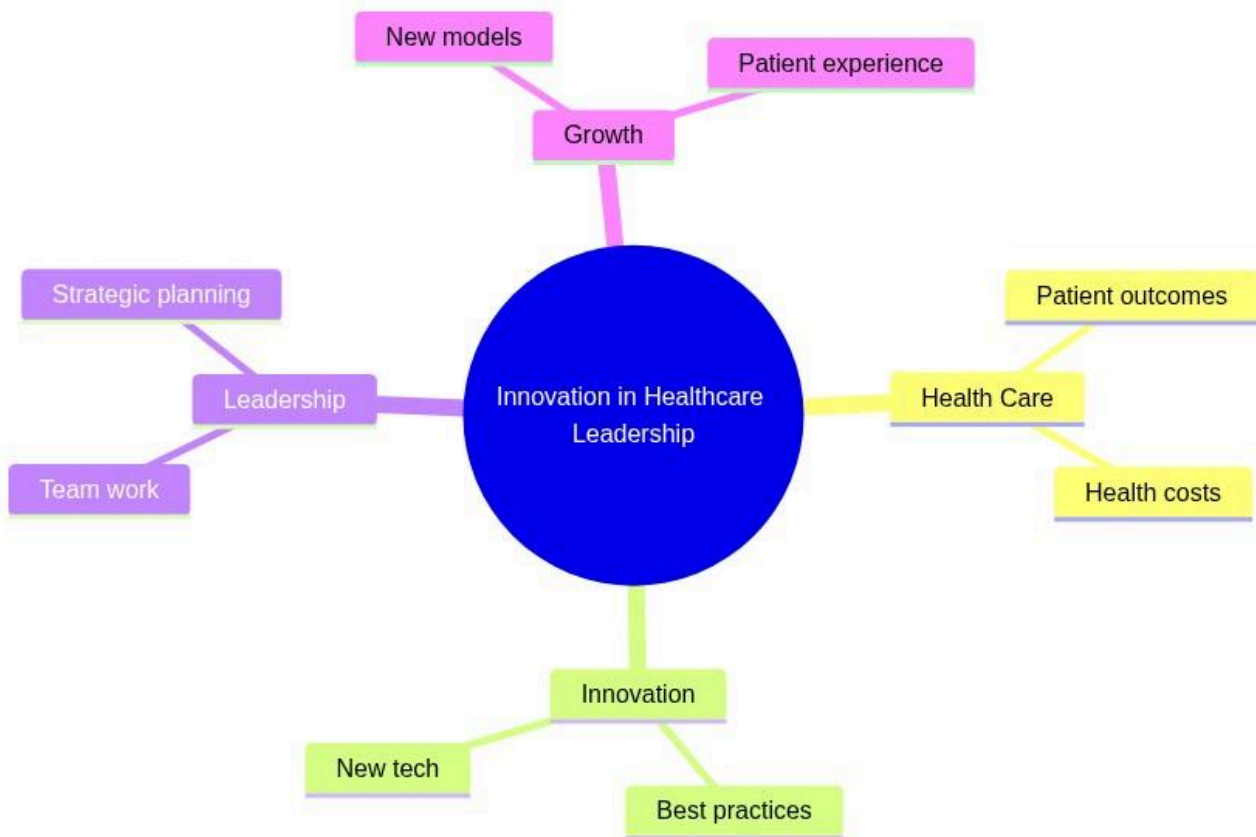 New models
Patient experience
Growth
Strategic planning
Patient outcomes
Leadership
Innovation in Healthcare
Leadership
Health Care
Team work
Health costs
Innovation
New tech
Best practices